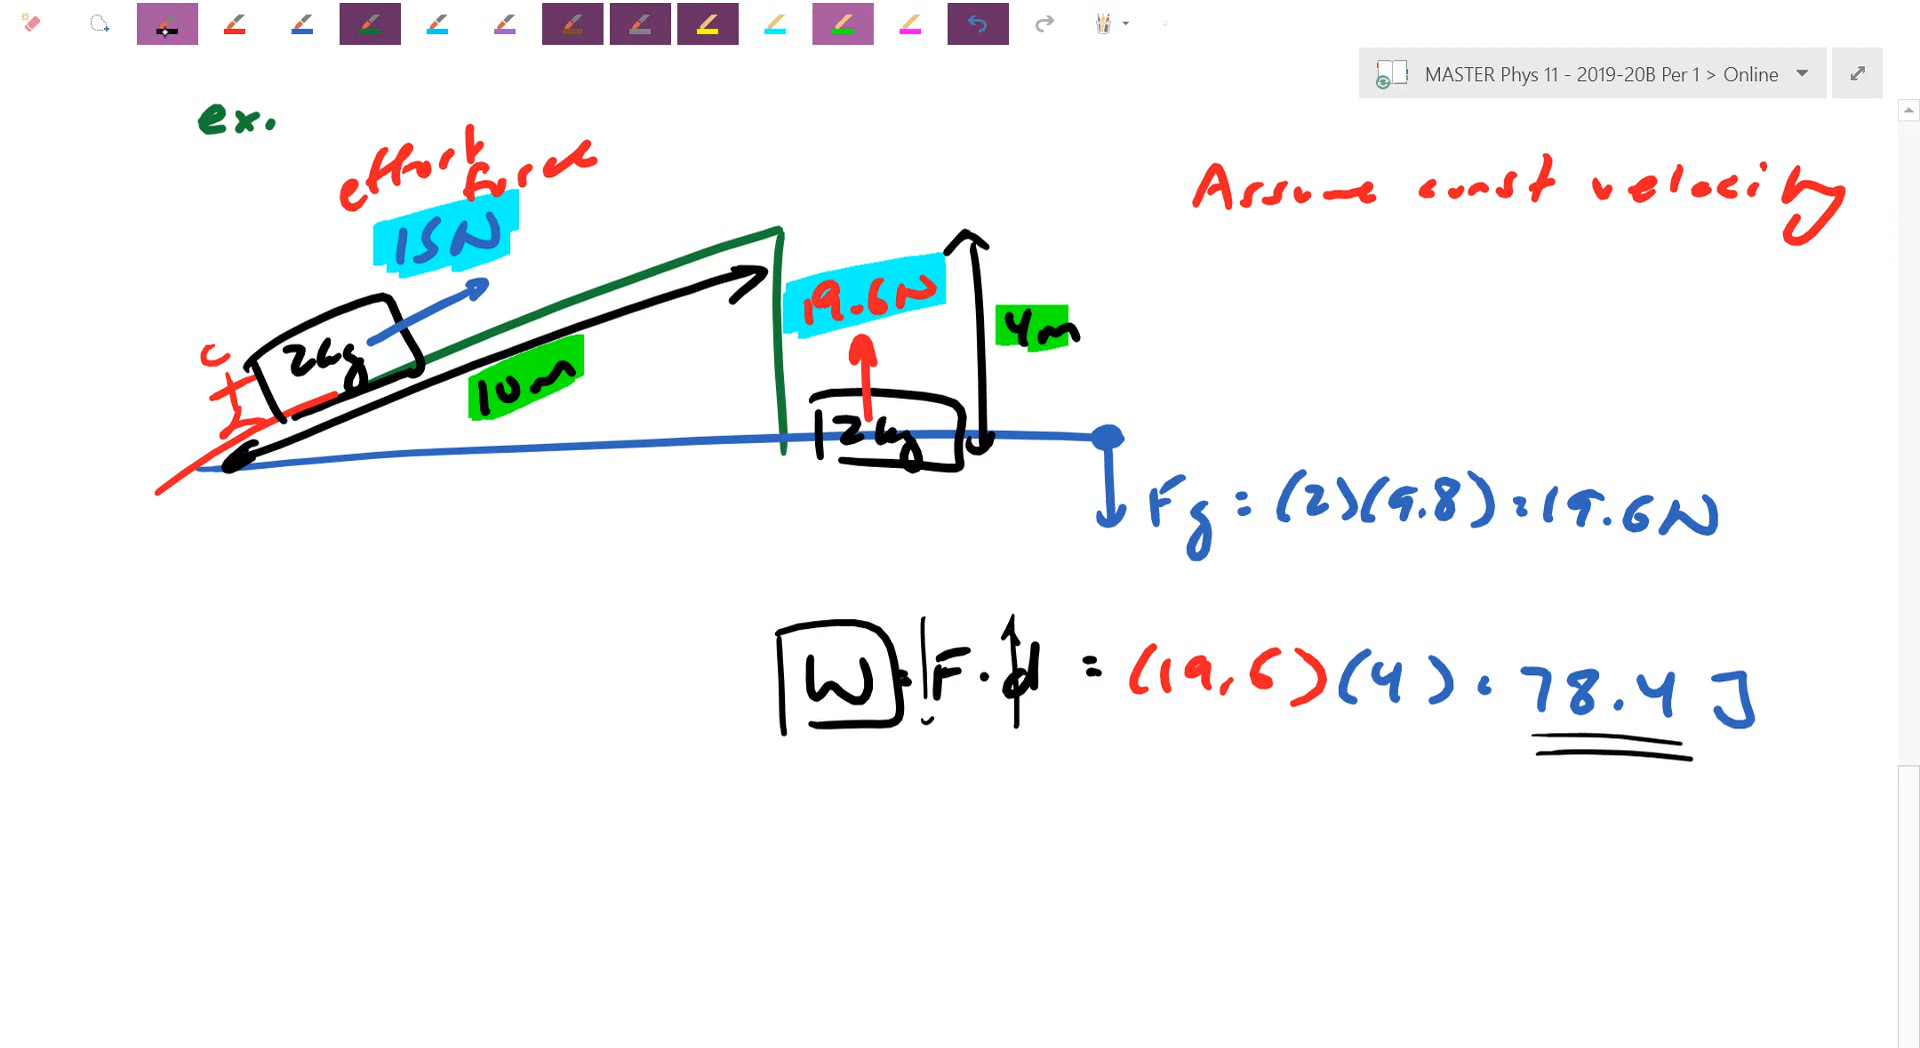 MASTER Phys 11 - 2019-20B Per 1 > Online
ex.
effort
force
Assume const velocity
15N
19.6N
4m
2kg
10m
2kg
Fg = (2)(9.8) = 19.6N
W = F · d = (19.6)(4) = 78.4 J